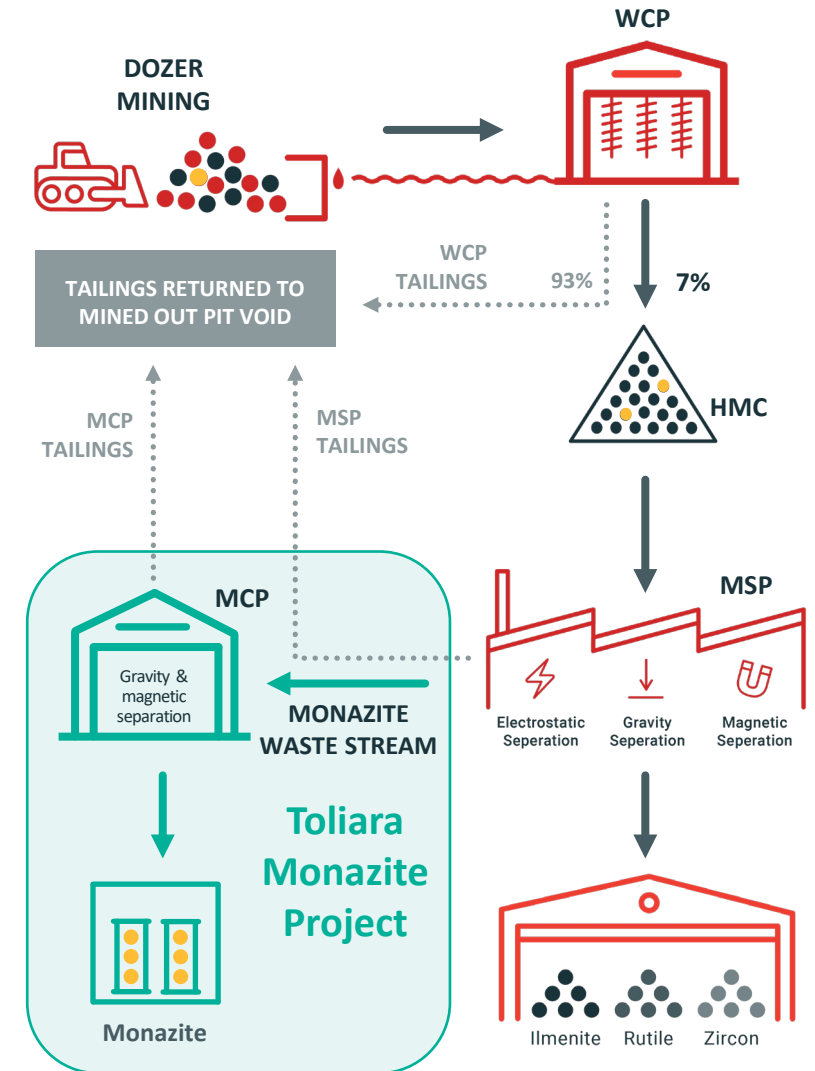 WCP
DOZER
MINING
WCP
TAILINGS
93%
7%
TAILINGS RETURNED TO
MINED OUT PIT VOID
HMC
MCP
TAILINGS
MSP
TAILINGS
MSP
MCP
Gravity &
magnetic
separation
MONAZITE
WASTE STREAM
Electrostatic
Seperation
Gravity
Seperation
Magnetic
Seperation
Toliara
Monazite
Project
Monazite
Ilmenite
Rutile
Zircon